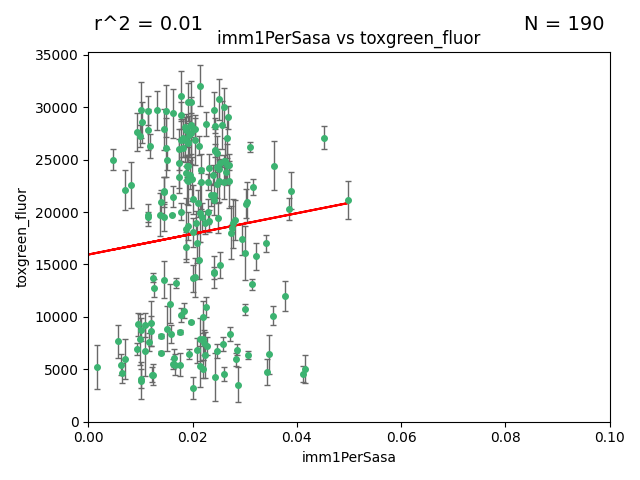 r^2 = 0.01
N = 190
imm1PerSasa vs toxgreen_fluor
35000
30000
25000
20000
15000
10000
5000
0
toxgreen_fluor
0.00
0.02
0.04
0.06
0.08
0.10
imm1PerSasa